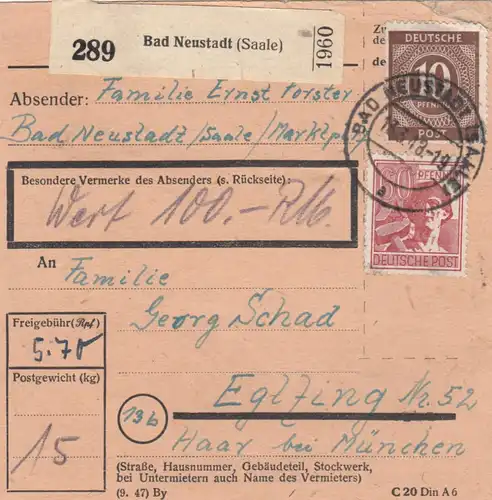 289
Bad Neustadt (Saale)
1960
Zu
de
de
DEUTSCHE
10
PFENNIG
POST
BAD NEUSTADT (SAALE)
a
PFENNIG
DEUTSCHE POST
Absender: Familie Ernst Forster
Bad Neustadt/Saale/Marktpl
Besondere Vermerke des Absenders (s. Rückseite).
Wert 100.- RM.
An
Familie
Georg Schad
Freigebühr(Rpf.)
5.70
Postgewicht (kg)
15
13b
Eglfing Nr. 52
Haar bei München
(Straße, Hausnummer, Gebäudeteil, Stockwerk,
bei Untermietern auch Name des Vermieters)
(9. 47) By
C 20 Din A 6